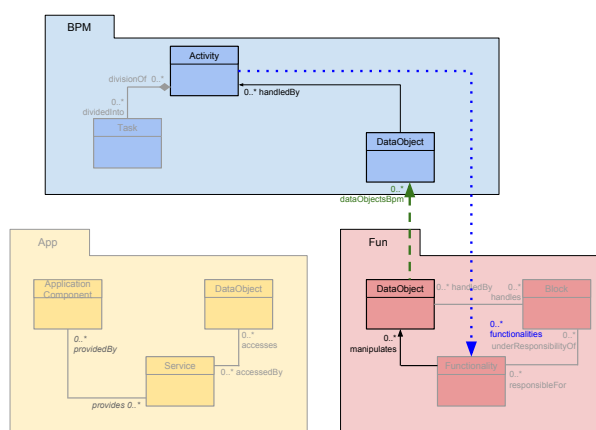 BPM
Activity
divisionOf 0..*
0..* handledBy
0..*
dividedInto
Task
DataObject
0..*
dataObjectsBpm
App
Fun
Application
Component
DataObject
DataObject
0..* handledBy
0..*
handles
Block
0..*
providedBy
0..*
accesses
0..*
manipulates
0..*
functionalities
0..*
underResponsibilityOf
Service
0..* accessedBy
Functionality
0..*
responsibleFor
provides 0..*